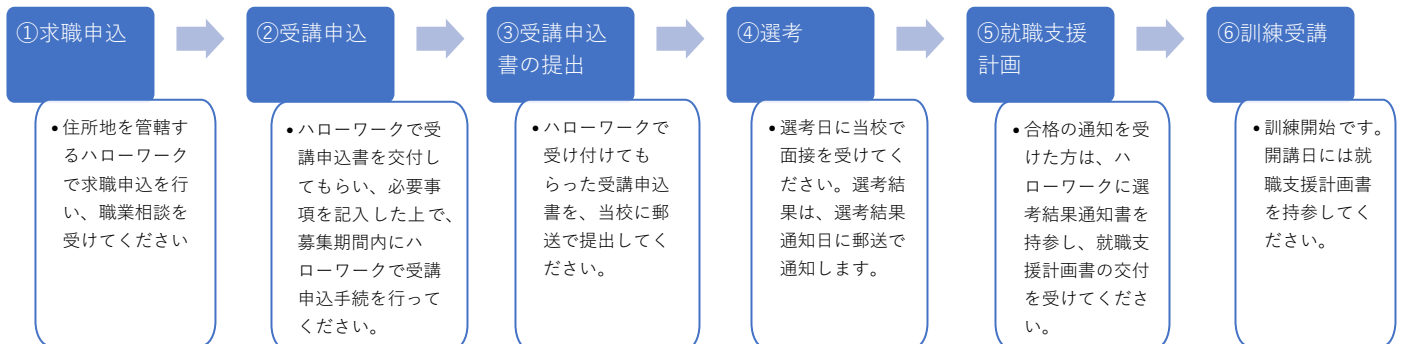 ①求職申込
②受講申込
③受講申込
書の提出
④選考
⑤就職支援
計画
⑥訓練受講
•住所地を管轄す
るハローワーク
で求職申込を行
い、職業相談を
受けてください
•ハローワークで受
講申込書を交付し
てもらい、必要事
項を記入した上で、
募集期間内にハ
ローワークで受講
申込手続を行って
ください。
•ハローワークで
受け付けても
らった受講申込
書を、当校に郵
送で提出してく
ださい。
•選考日に当校で
面接を受けてく
ださい。選考結
果は、選考結果
通知日に郵送で
通知します。
•合格の通知を受
けた方は、ハ
ローワークに選
考結果通知書を
持参し、就職支
援計画書の交付
を受けてくださ
い。
•訓練開始です。
開講日には就
職支援計画書
を持参してく
ださい。